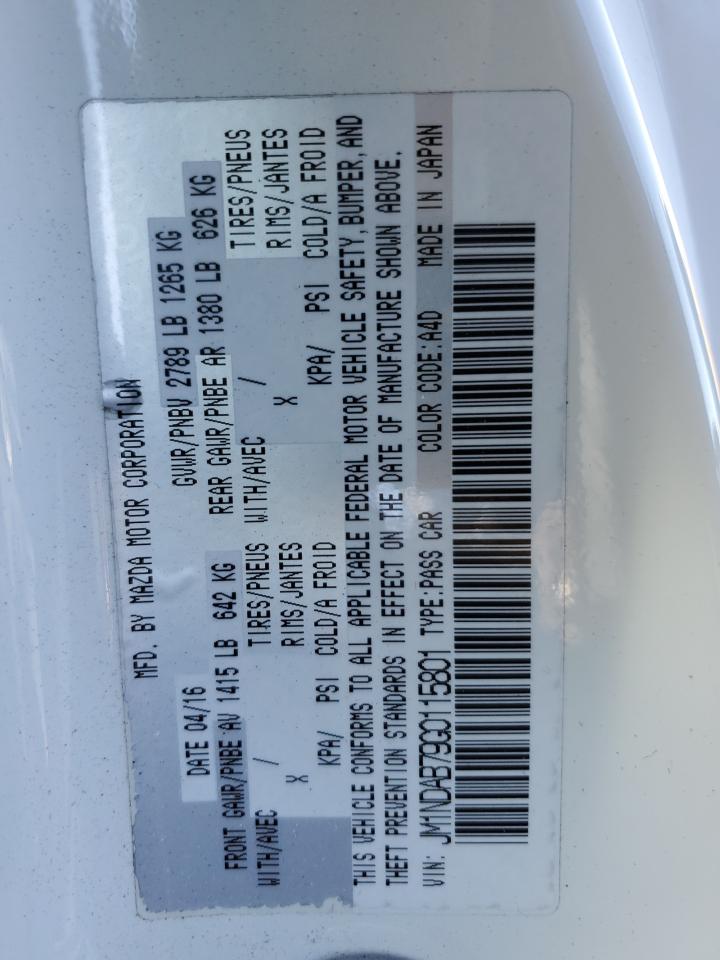 MFD. BY MAZDA MOTOR CORPORATION
DATE 04/16 GVWR/PNBV 2789 LB 1265 KG
FRONT GAWR/PNBE AV 1415 LB 642 KG REAR GAWR/PNBE AR 1380 LB 626 KG
WITH/AVEC / TIRES/PNEUS WITH/AVEC / TIRES/PNEUS
X RIMS/JANTES X RIMS/JANTES
KPA/ PSI COLD/A FROID KPA/ PSI COLD/A FROID
THIS VEHICLE CONFORMS TO ALL APPLICABLE FEDERAL MOTOR VEHICLE SAFETY, BUMPER, AND
THEFT PREVENTION STANDARDS IN EFFECT ON THE DATE OF MANUFACTURE SHOWN ABOVE.
VIN: JM1NDAB79G0115801 TYPE:PASS CAR COLOR CODE:A4D MADE IN JAPAN